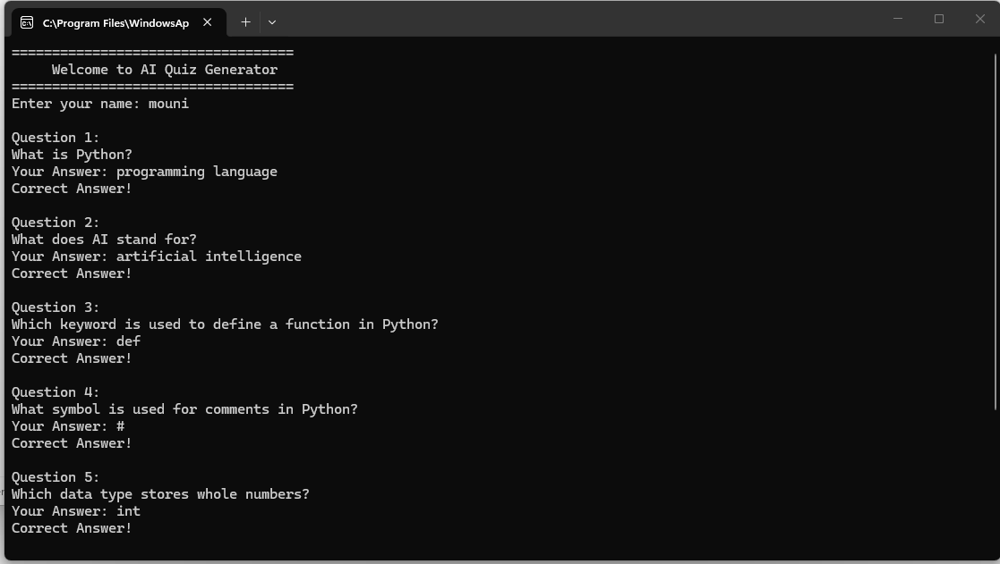 C:\Program Files\WindowsAp
==================================
Welcome to AI Quiz Generator
==================================
Enter your name: mouni
Question 1:
What is Python?
Your Answer: programming language
Correct Answer!
Question 2:
What does AI stand for?
Your Answer: artificial intelligence
Correct Answer!
Question 3:
Which keyword is used to define a function in Python?
Your Answer: def
Correct Answer!
Question 4:
What symbol is used for comments in Python?
Your Answer: #
Correct Answer!
Question 5:
Which data type stores whole numbers?
Your Answer: int
Correct Answer!